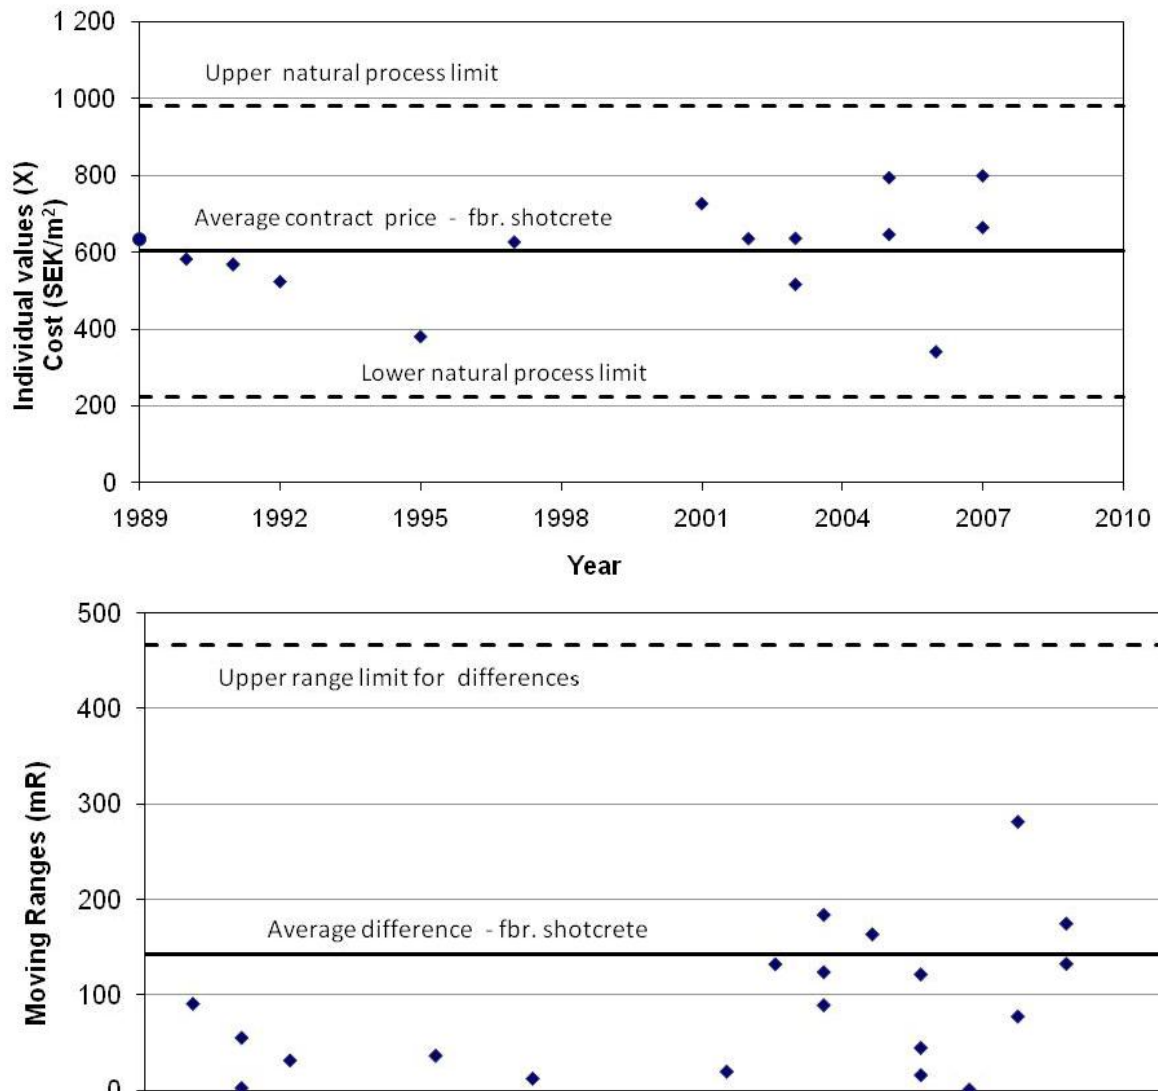 1 200
Upper natural process limit
1 000
800
Average contract price - fbr. shotcrete
600
400
Lower natural process limit
200
0
Individual values (X)
Cost (SEK/m²)
1989 1992 1995 1998 2001 2004 2007 2010
Year
500
Upper range limit for differences
400
300
200
Average difference - fbr. shotcrete
100
0
Moving Ranges (mR)